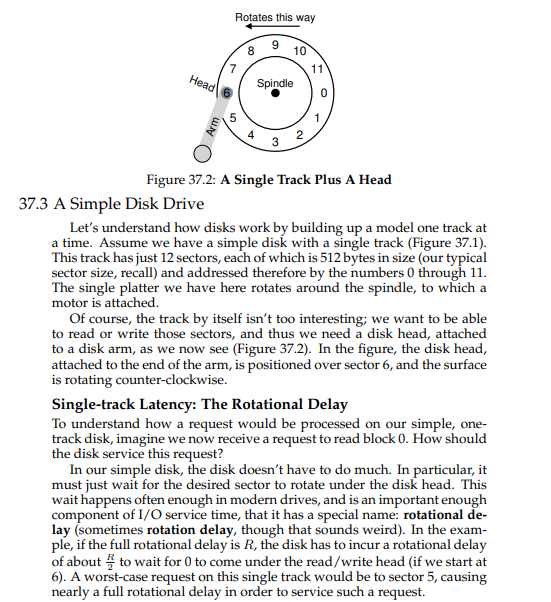 Rotates this way
9
8 10
7 11
Head 6 Spindle 0
Arm 5 1
4 2
3
Figure 37.2: A Single Track Plus A Head
37.3 A Simple Disk Drive
Let's understand how disks work by building up a model one track at
a time. Assume we have a simple disk with a single track (Figure 37.1).
This track has just 12 sectors, each of which is 512 bytes in size (our typical
sector size, recall) and addressed therefore by the numbers 0 through 11.
The single platter we have here rotates around the spindle, to which a
motor is attached.
Of course, the track by itself isn't too interesting; we want to be able
to read or write those sectors, and thus we need a disk head, attached
to a disk arm, as we now see (Figure 37.2). In the figure, the disk head,
attached to the end of the arm, is positioned over sector 6, and the surface
is rotating counter-clockwise.
Single-track Latency: The Rotational Delay
To understand how a request would be processed on our simple, one-
track disk, imagine we now receive a request to read block 0. How should
the disk service this request?
In our simple disk, the disk doesn't have to do much. In particular, it
must just wait for the desired sector to rotate under the disk head. This
wait happens often enough in modern drives, and is an important enough
component of I/O service time, that it has a special name: rotational de-
lay (sometimes rotation delay, though that sounds weird). In the exam-
ple, if the full rotational delay is R, the disk has to incur a rotational delay
of about R/2 to wait for 0 to come under the read/write head (if we start at
6). A worst-case request on this single track would be to sector 5, causing
nearly a full rotational delay in order to service such a request.